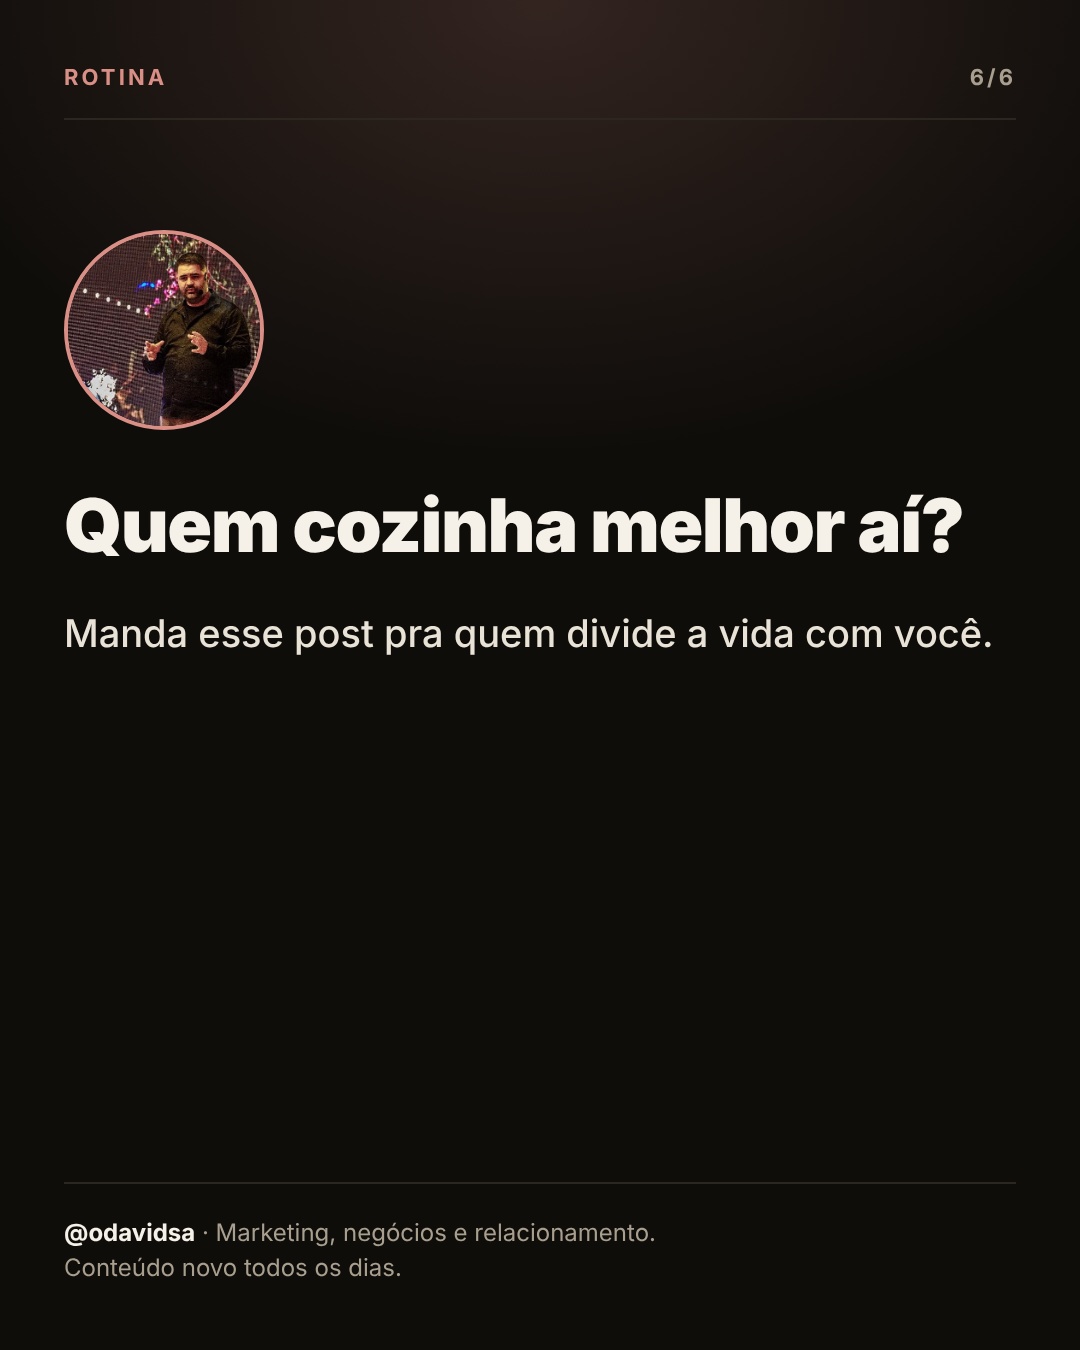 ROTINA
6/6
Quem cozinha melhor aí?
Manda esse post pra quem divide a vida com você.
@odavidsa · Marketing, negócios e relacionamento.
Conteúdo novo todos os dias.